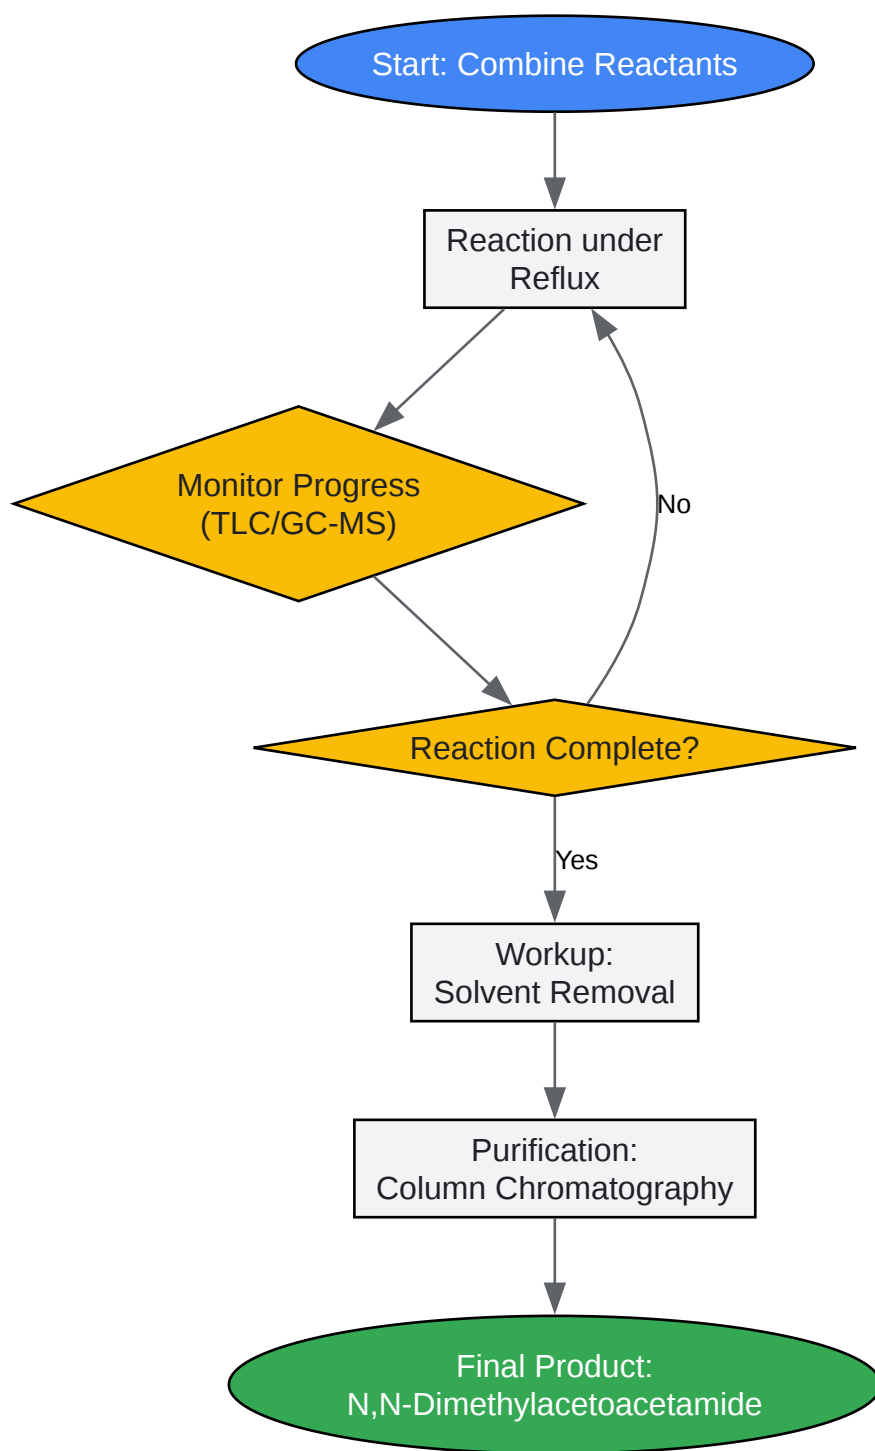 Start: Combine Reactants
Reaction under
Reflux
Monitor Progress
(TLC/GC-MS)
No
Reaction Complete?
Yes
Workup:
Solvent Removal
Purification:
Column Chromatography
Final Product:
N,N-Dimethylacetoacetamide